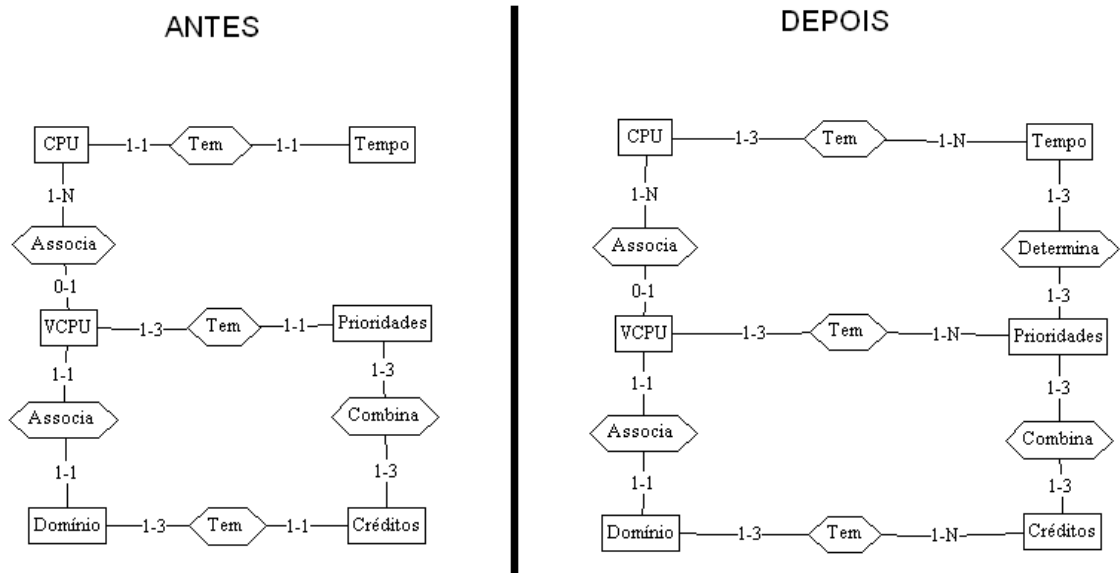 ANTES
CPU
1-1
Tem
1-1
Tempo
1-N
Associa
0-1
VCPU
1-3
Tem
1-1
Prioridades
1-1
1-3
Associa
Combina
1-1
1-3
Domínio
1-3
Tem
1-1
Créditos
DEPOIS
CPU
1-3
Tem
1-N
Tempo
1-N
1-3
Associa
Determina
0-1
1-3
VCPU
1-3
Tem
1-N
Prioridades
1-1
1-3
Associa
Combina
1-1
1-3
Domínio
1-3
Tem
1-N
Créditos